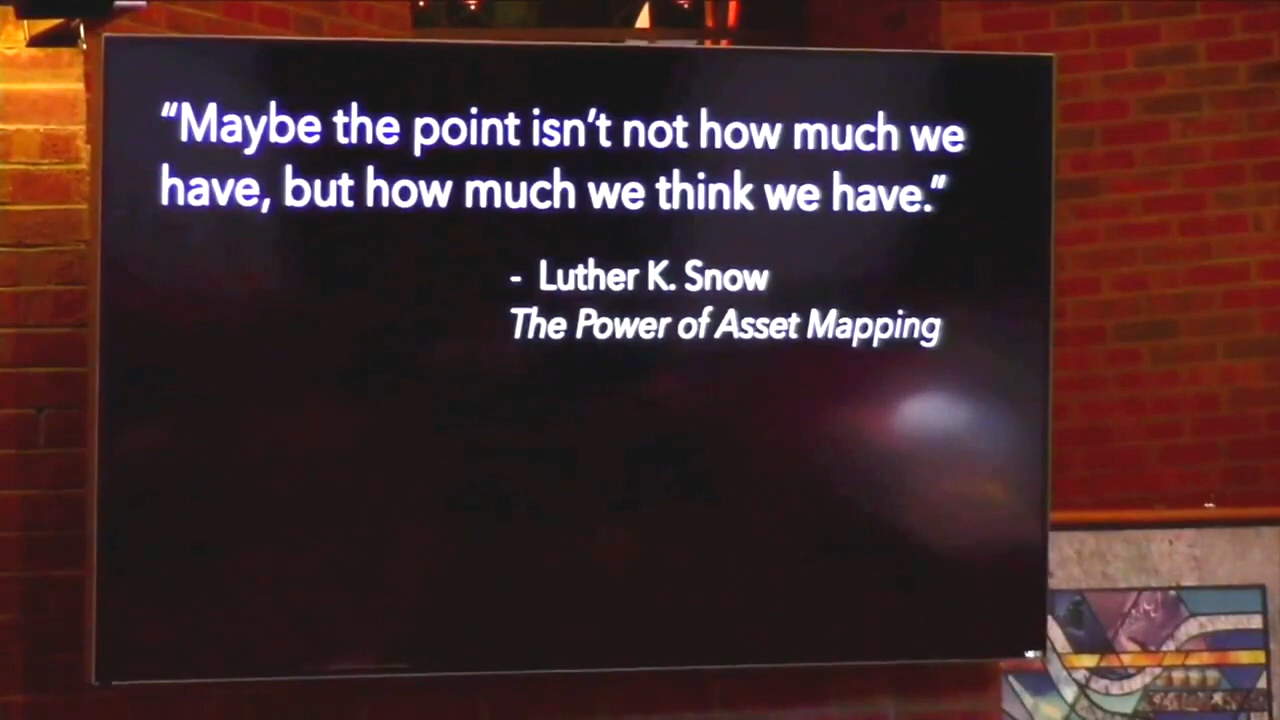 “Maybe the point isn’t not how much we
have, but how much we think we have.”
- Luther K. Snow
The Power of Asset Mapping